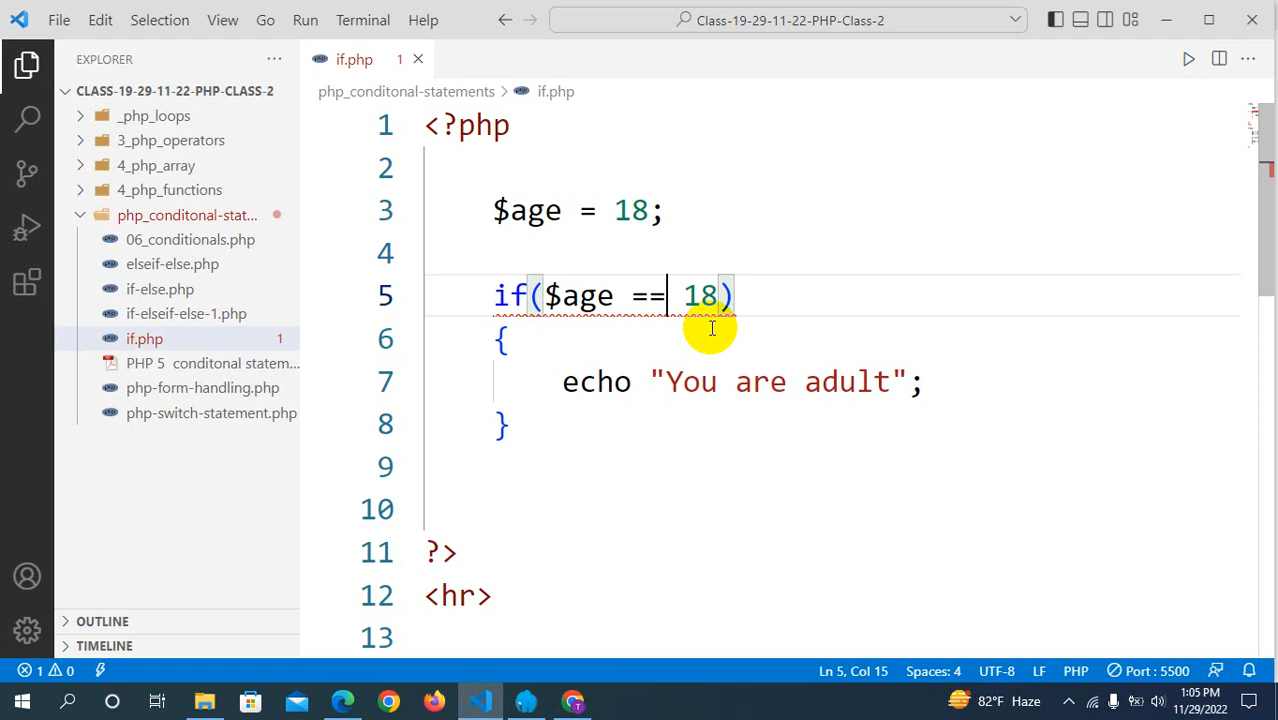 File Edit Selection View Go Run Terminal Help
Class-19-29-11-22-PHP-Class-2
EXPLORER
if.php 1
CLASS-19-29-11-22-PHP-CLASS-2
_php_loops
3_php_operators
4_php_array
4_php_functions
php_conditonal-stat...
06_conditionals.php
elseif-else.php
if-else.php
if-elseif-else-1.php
if.php 1
PHP 5 conditonal statem...
php-form-handling.php
php-switch-statement.php
OUTLINE
TIMELINE
php_conditonal-statements > if.php
1 <?php
2
3 $age = 18;
4
5 if($age == 18)
6 {
7 echo "You are adult";
8 }
9
10
11 ?>
12 <hr>
13
1 0
Ln 5, Col 15 Spaces: 4 UTF-8 LF PHP Port : 5500
82°F Haze
1:05 PM
11/29/2022